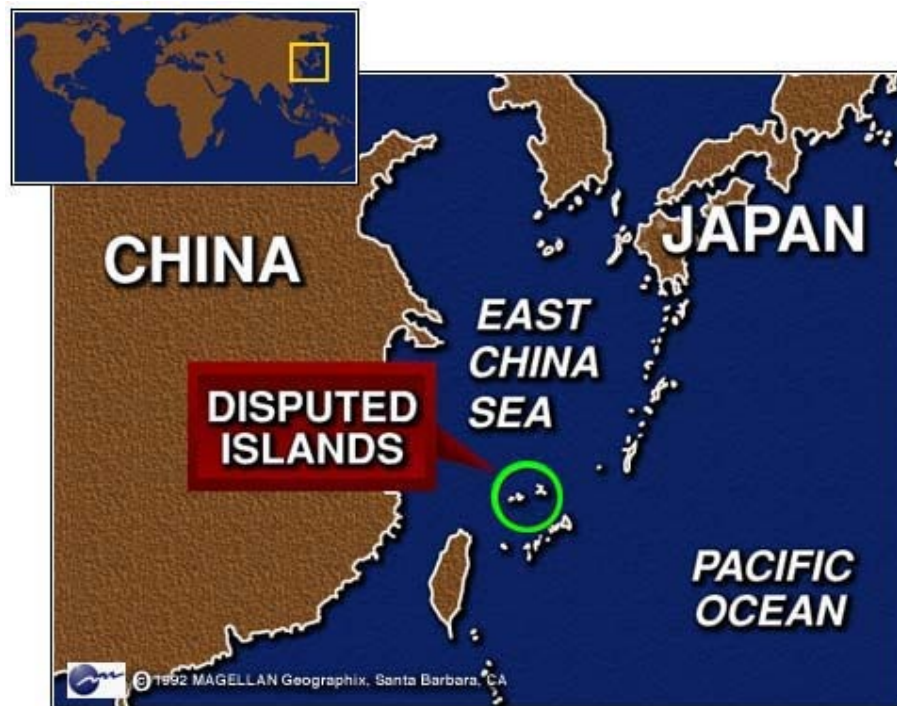 CHINA
JAPAN
EAST
CHINA
SEA
DISPUTED
ISLANDS
PACIFIC
OCEAN
© 1992 MAGELLAN Geographix, Santa Barbara, CA